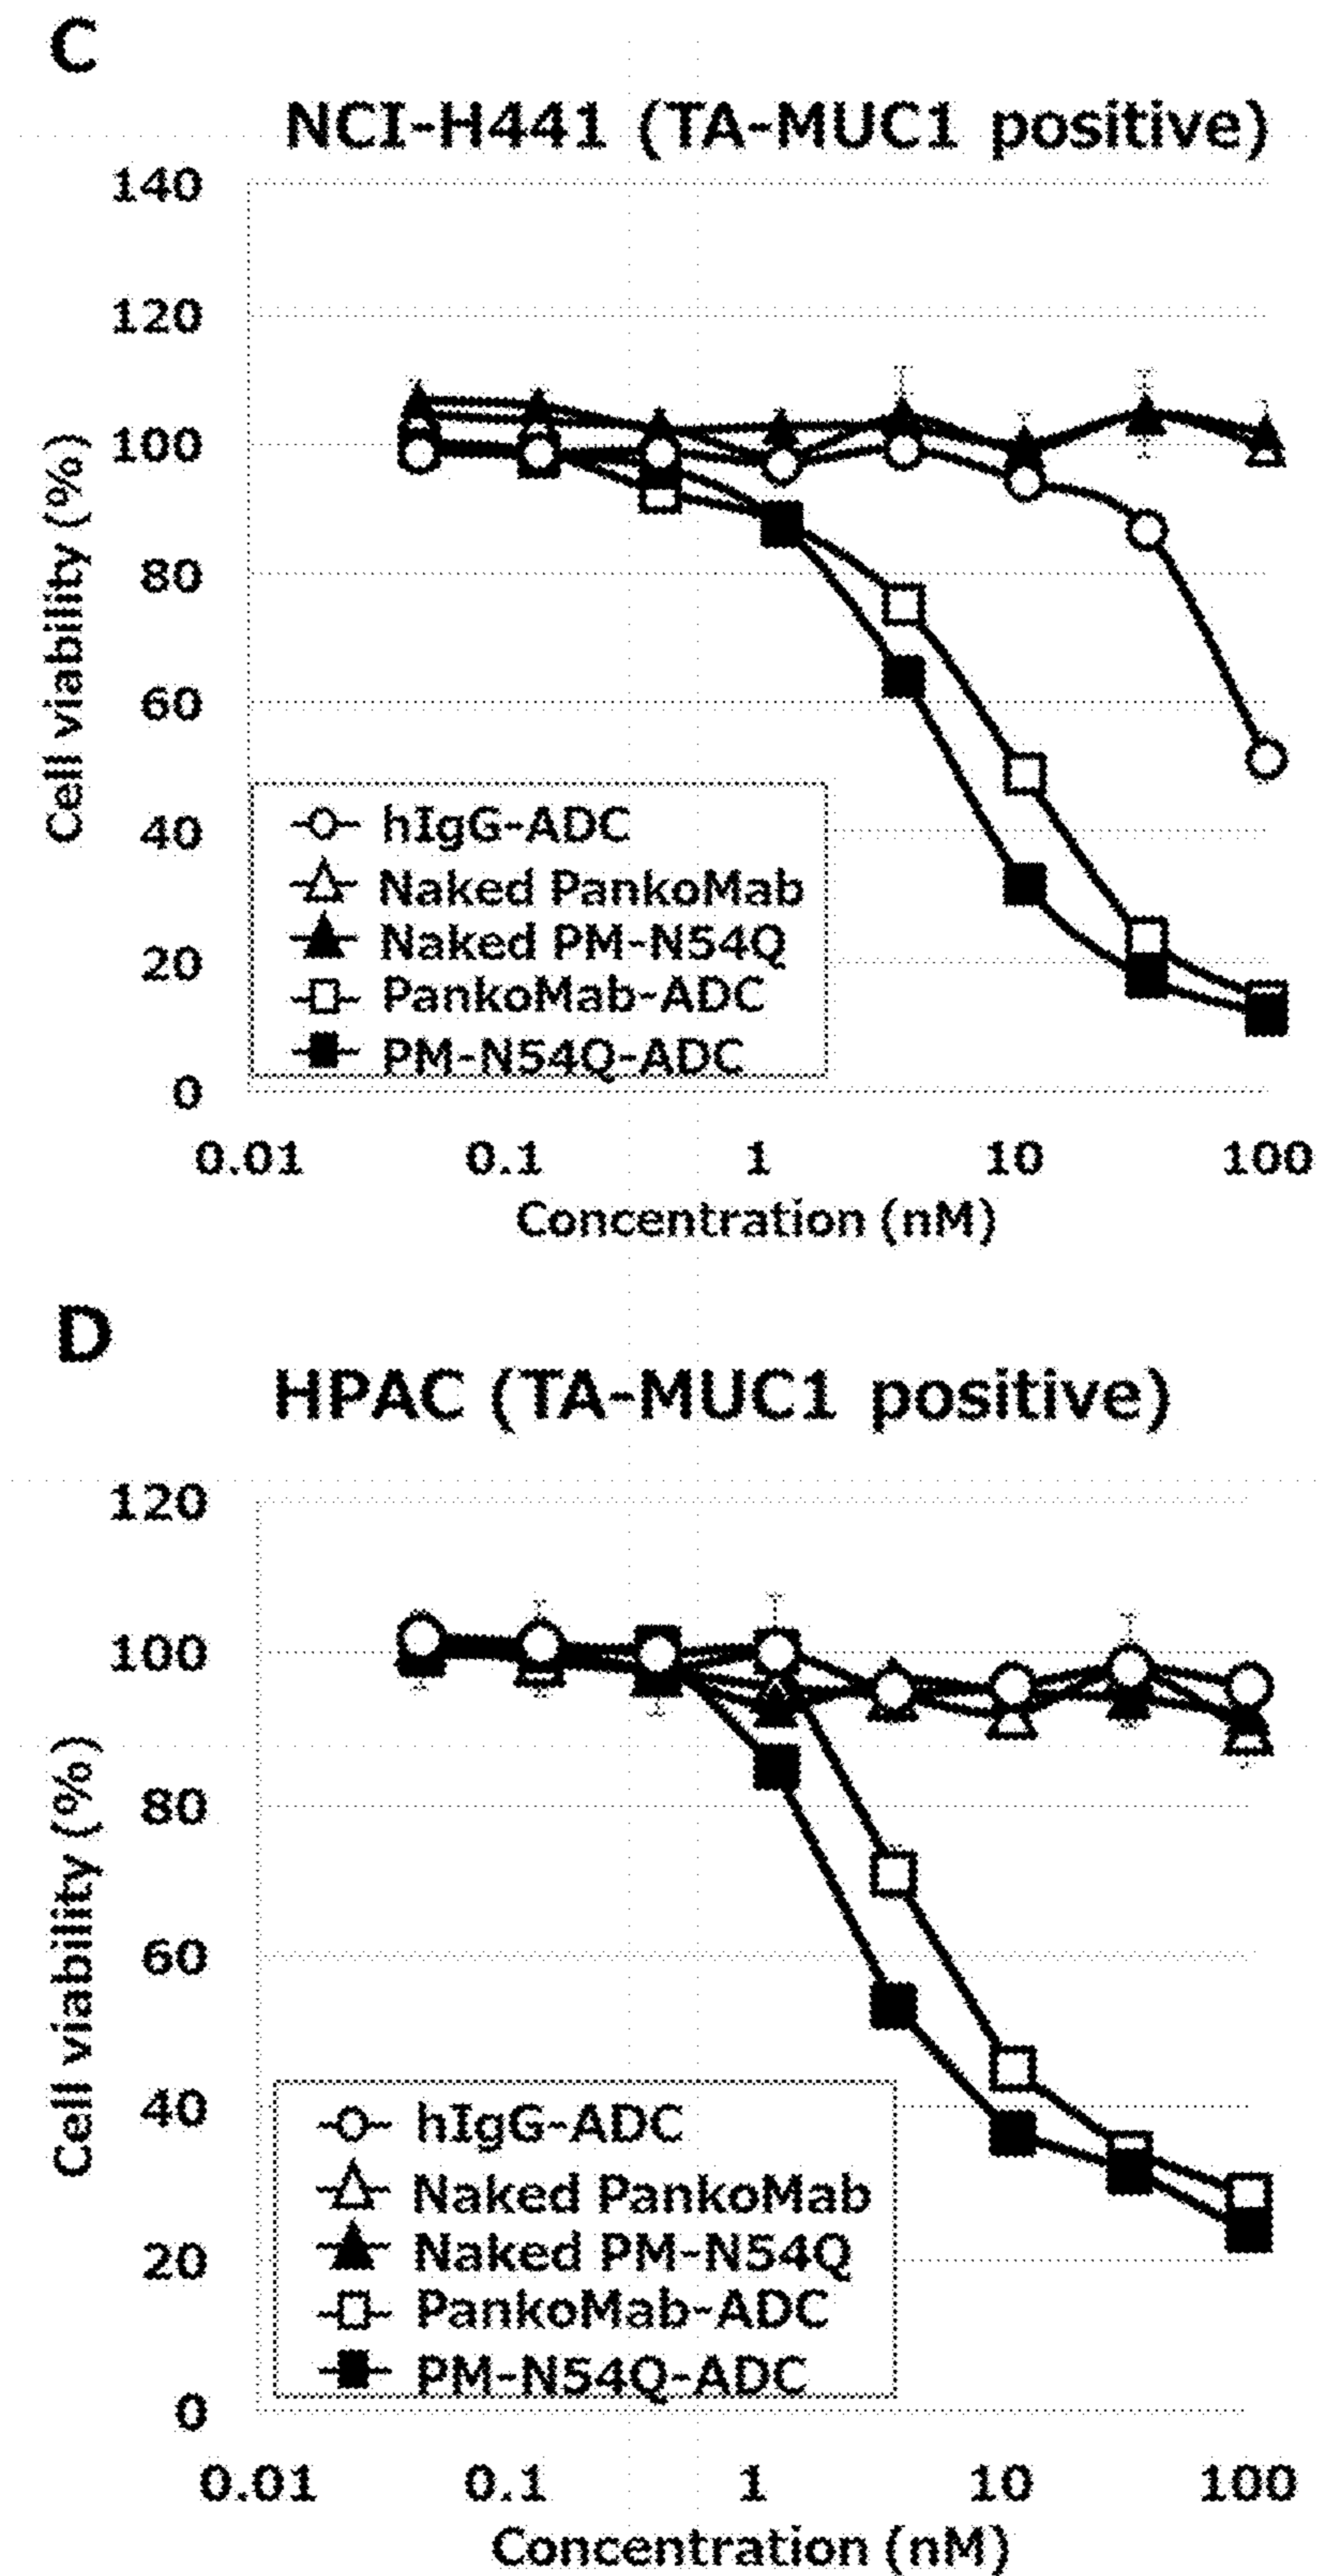 C
NCI-H441 (TA-MUC1 positive)
140
120
100
80
60
40
20
0
Cell viability (%)
hIgG-ADC
Naked PankoMab
Naked PM-N54Q
PankoMab-ADC
PM-N54Q-ADC
0.01 0.1 1 10 100
Concentration (nM)
D
HPAC (TA-MUC1 positive)
120
100
80
60
40
20
0
Cell viability (%)
hIgG-ADC
Naked PankoMab
Naked PM-N54Q
PankoMab-ADC
PM-N54Q-ADC
0.01 0.1 1 10 100
Concentration (nM)